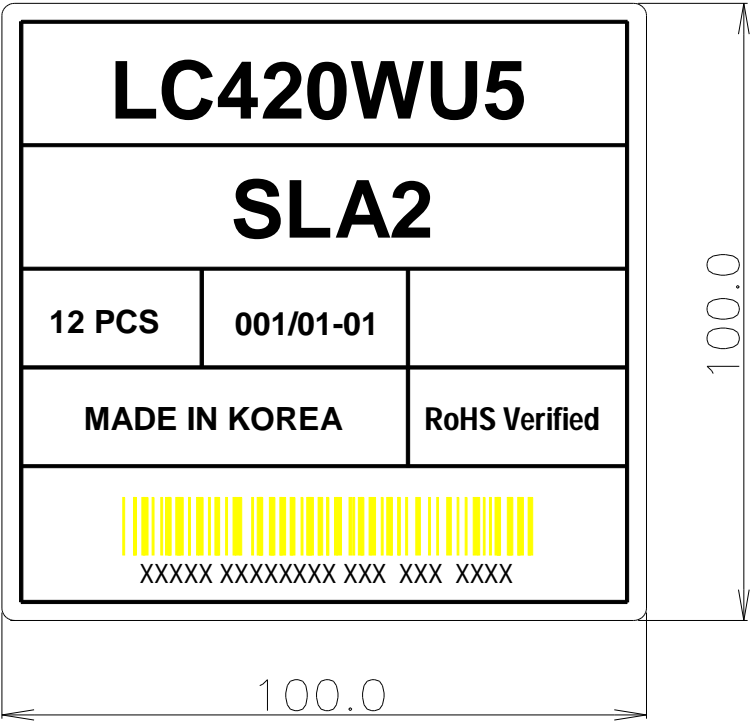 LC420WU5
SLA2
12 PCS
001/01-01
MADE IN KOREA
RoHS Verified
XXXXX XXXXXXXX XXX XXX XXXX
100.0
100.0